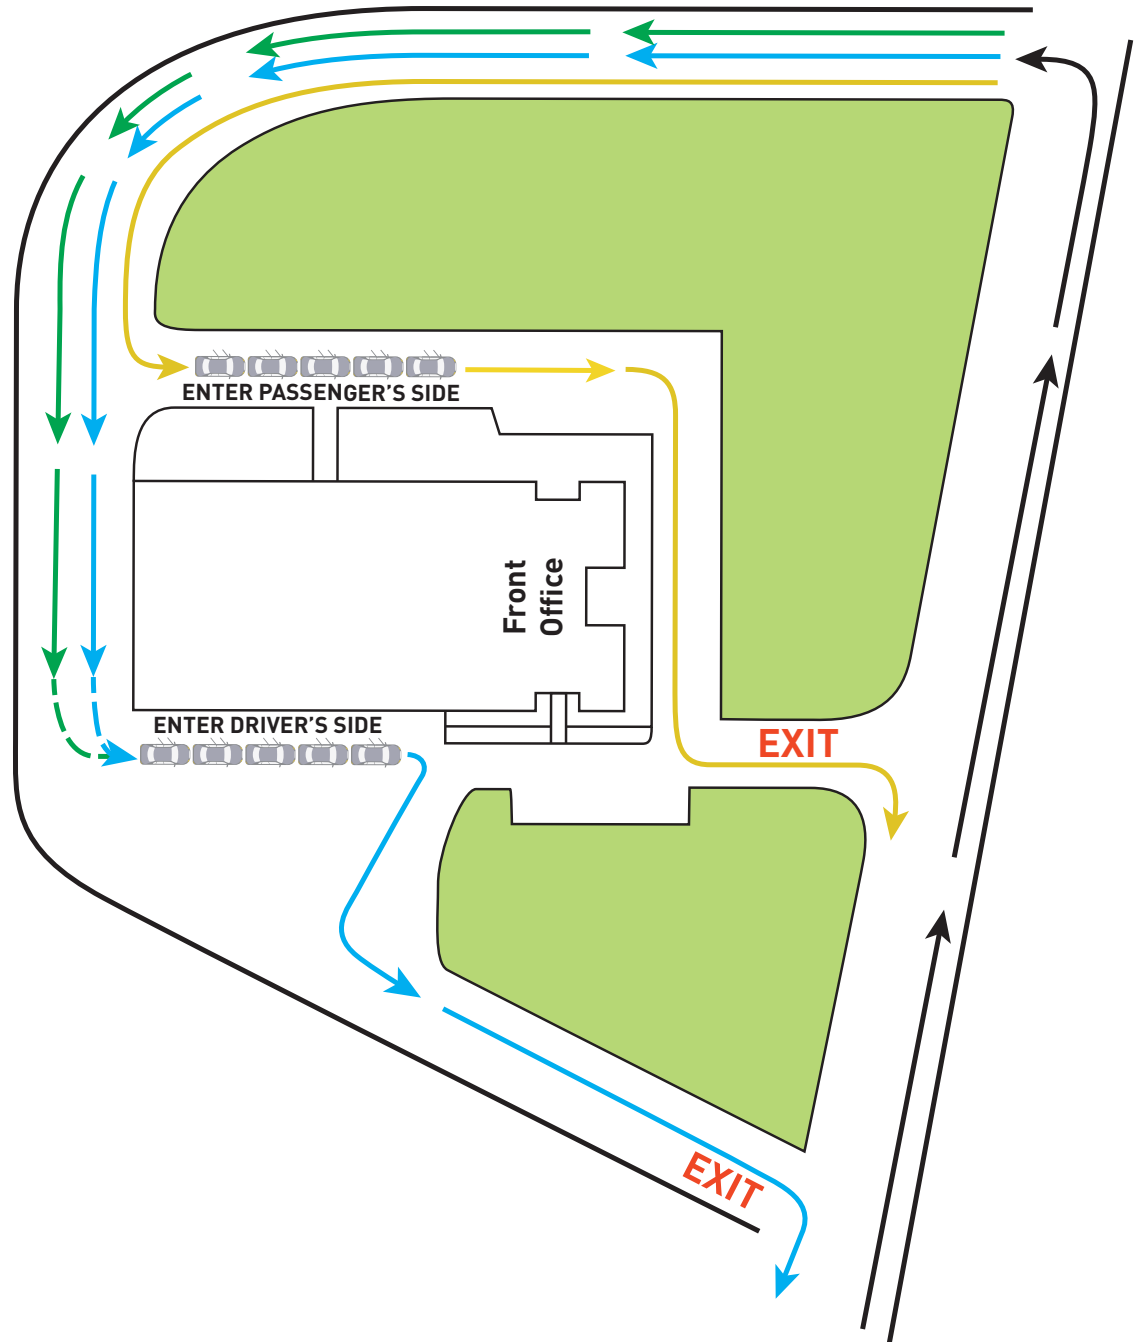 ENTER PASSENGER'S SIDE
Front
Office
ENTER DRIVER'S SIDE
EXIT
EXIT